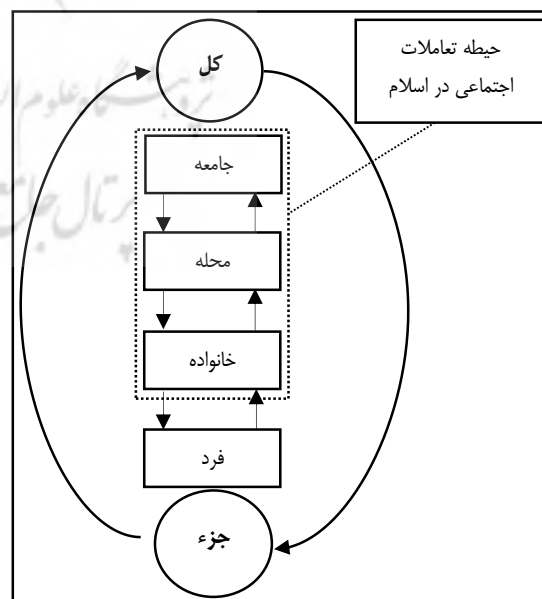 کل
حیطه تعاملات
اجتماعی در اسلام
جامعه
محله
خانواده
فرد
جزء